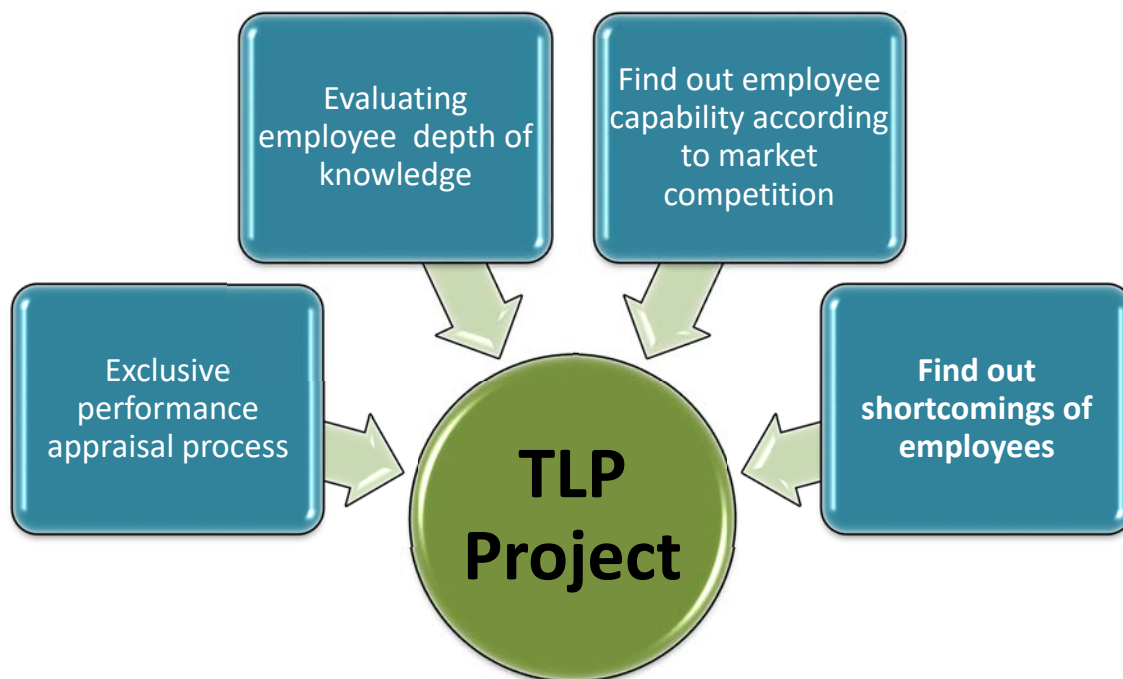 Evaluating
employee  depth of
knowledge
Find out employee
capability according
to market
competition
Exclusive
performance
appraisal process
Find out
shortcomings of
employees
TLP
Project